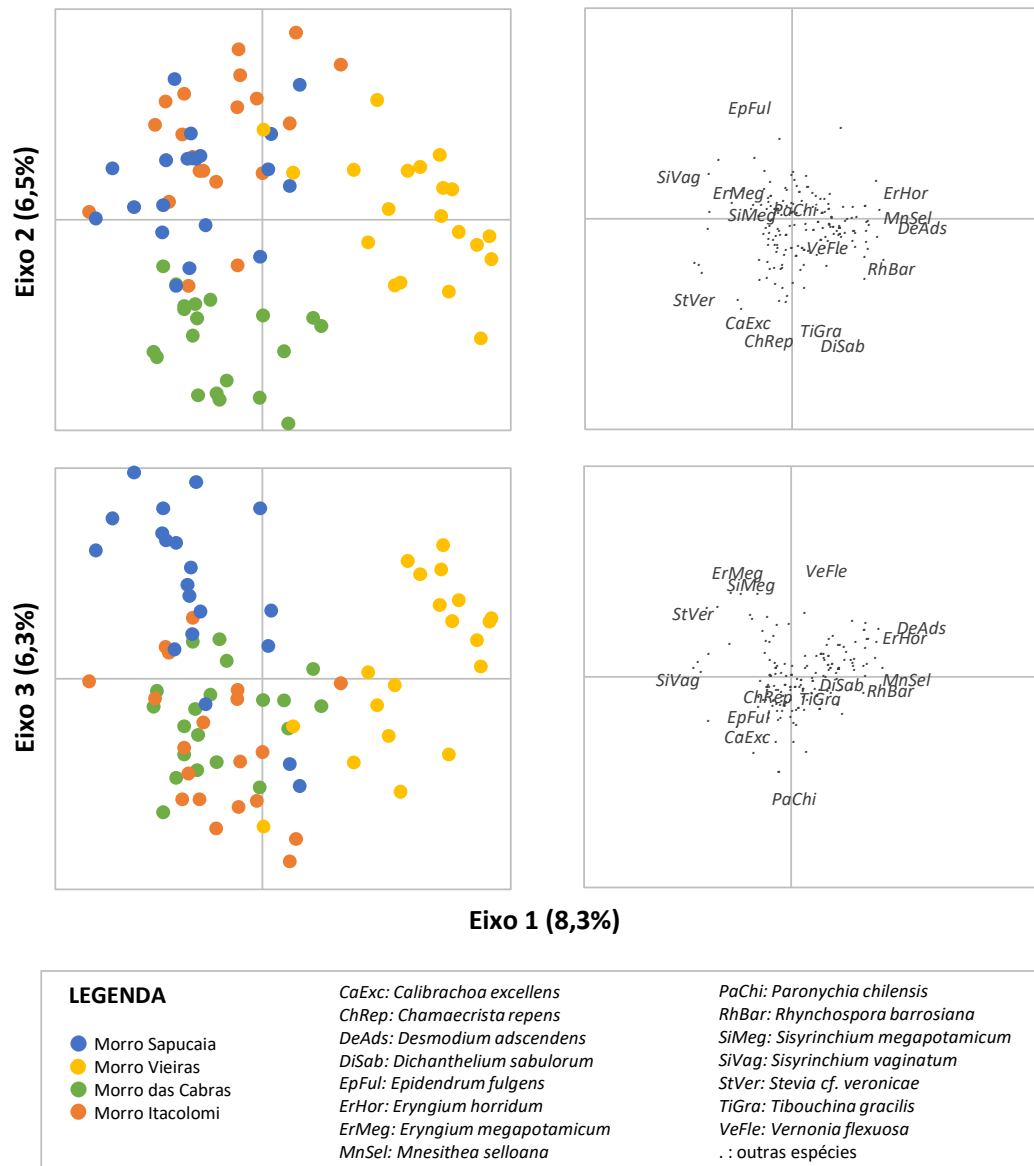 Eixo 2 (6,5%)
EpFul
SiVag
ErMeg
ErHor
PaChi
SiMeg
MnSel
DeAds
VeFle
RhBar
StVer
CaExc
TiGra
ChRep
DiSab
Eixo 3 (6,3%)
ErMeg
VeFle
SiMeg
StVer
DeAds
ErHor
SiVag
MnSel
DiSab
RhBar
ChRep
TiGra
EpFul
CaExc
PaChi
Eixo 1 (8,3%)
LEGENDA
Morro Sapucaia
Morro Vieiras
Morro das Cabras
Morro Itacolomi
CaExc: Calibrachoa excellens
ChRep: Chamaecrista repens
DeAds: Desmodium adscendens
DiSab: Dichanthelium sabulorum
EpFul: Epidendrum fulgens
ErHor: Eryngium horridum
ErMeg: Eryngium megapotamicum
MnSel: Mnesithea selloana
PaChi: Paronychia chilensis
RhBar: Rhynchospora barrosiana
SiMeg: Sisyrinchium megapotamicum
SiVag: Sisyrinchium vaginatum
StVer: Stevia cf. veronicae
TiGra: Tibouchina gracilis
VeFle: Vernonia flexuosa
. : outras espécies